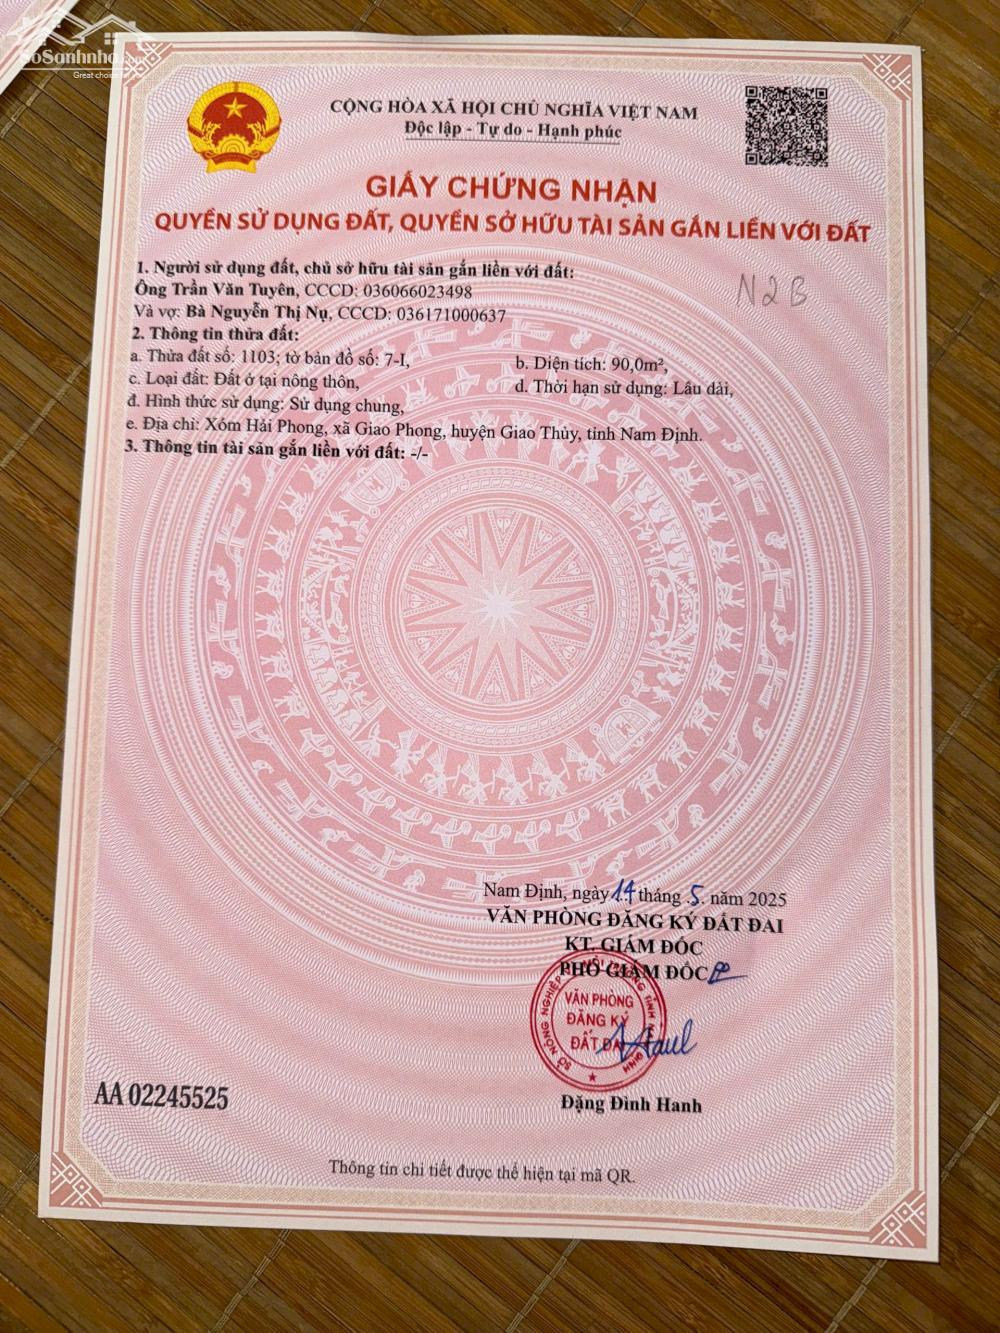 SoSanhnha.com
Great choice for you
CỘNG HÒA XÃ HỘI CHỦ NGHĨA VIỆT NAM
Độc lập - Tự do - Hạnh phúc
GIẤY CHỨNG NHẬN
QUYỀN SỬ DỤNG ĐẤT, QUYỀN SỞ HỮU TÀI SẢN GẮN LIỀN VỚI ĐẤT
N2B
1. Người sử dụng đất, chủ sở hữu tài sản gắn liền với đất:
Ông Trần Văn Tuyên, CCCD: 036066023498
Và vợ: Bà Nguyễn Thị Nụ, CCCD: 036171000637
2. Thông tin thửa đất:
a. Thửa đất số: 1103; tờ bản đồ số: 7-I, b. Diện tích: 90,0m²,
c. Loại đất: Đất ở tại nông thôn, d. Thời hạn sử dụng: Lâu dài,
đ. Hình thức sử dụng: Sử dụng chung,
e. Địa chỉ: Xóm Hải Phong, xã Giao Phong, huyện Giao Thủy, tỉnh Nam Định.
3. Thông tin tài sản gắn liền với đất: -/-
Nam Định, ngày 14 tháng 5 năm 2025
VĂN PHÒNG ĐĂNG KÝ ĐẤT ĐAI
KT. GIÁM ĐỐC
PHÓ GIÁM ĐỐC
VĂN PHÒNG
ĐĂNG KÝ
ĐẤT ĐAI
Đặng Đình Hanh
AA 02245525
Thông tin chi tiết được thể hiện tại mã QR.